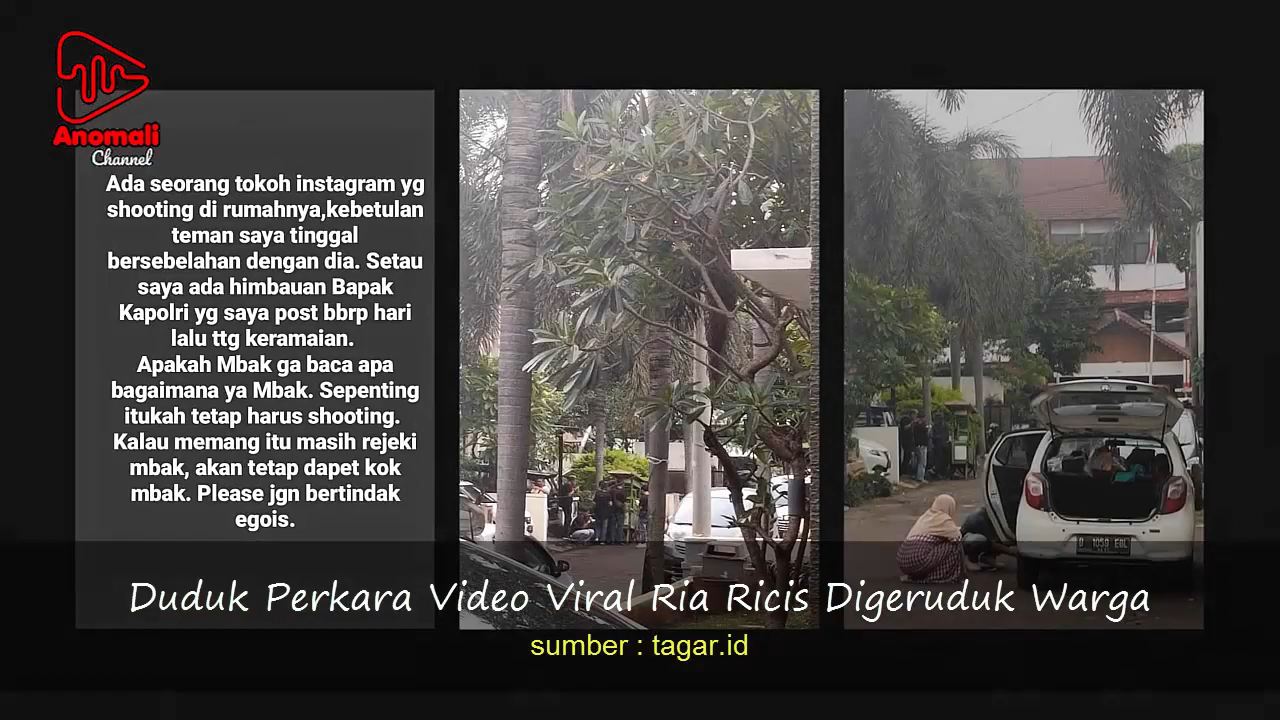 Anomali
Channel
Ada seorang tokoh instagram yg
shooting di rumahnya,kebetulan
teman saya tinggal
bersebelahan dengan dia. Setau
saya ada himbauan Bapak
Kapolri yg saya post bbrp hari
lalu ttg keramaian.
Apakah Mbak ga baca apa
bagaimana ya Mbak. Sepenting
itukah tetap harus shooting.
Kalau memang itu masih rejeki
mbak, akan tetap dapet kok
mbak. Please jgn bertindak
egois.
D 1058 EBL
Duduk Perkara Video Viral Ria Ricis Digeruduk Warga
sumber : tagar.id